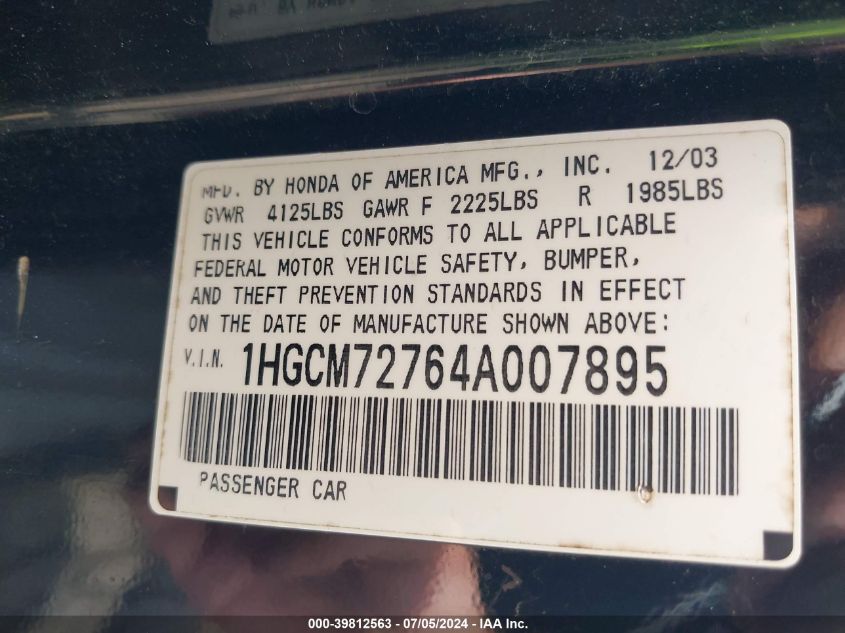 MFD. BY HONDA OF AMERICA MFG., INC. 12/03
GVWR 4125LBS GAWR F 2225LBS R 1985LBS
THIS VEHICLE CONFORMS TO ALL APPLICABLE
FEDERAL MOTOR VEHICLE SAFETY, BUMPER,
AND THEFT PREVENTION STANDARDS IN EFFECT
ON THE DATE OF MANUFACTURE SHOWN ABOVE:
V.I.N. 1HGCM72764A007895
PASSENGER CAR
000-39812563 - 07/05/2024 - IAA Inc.